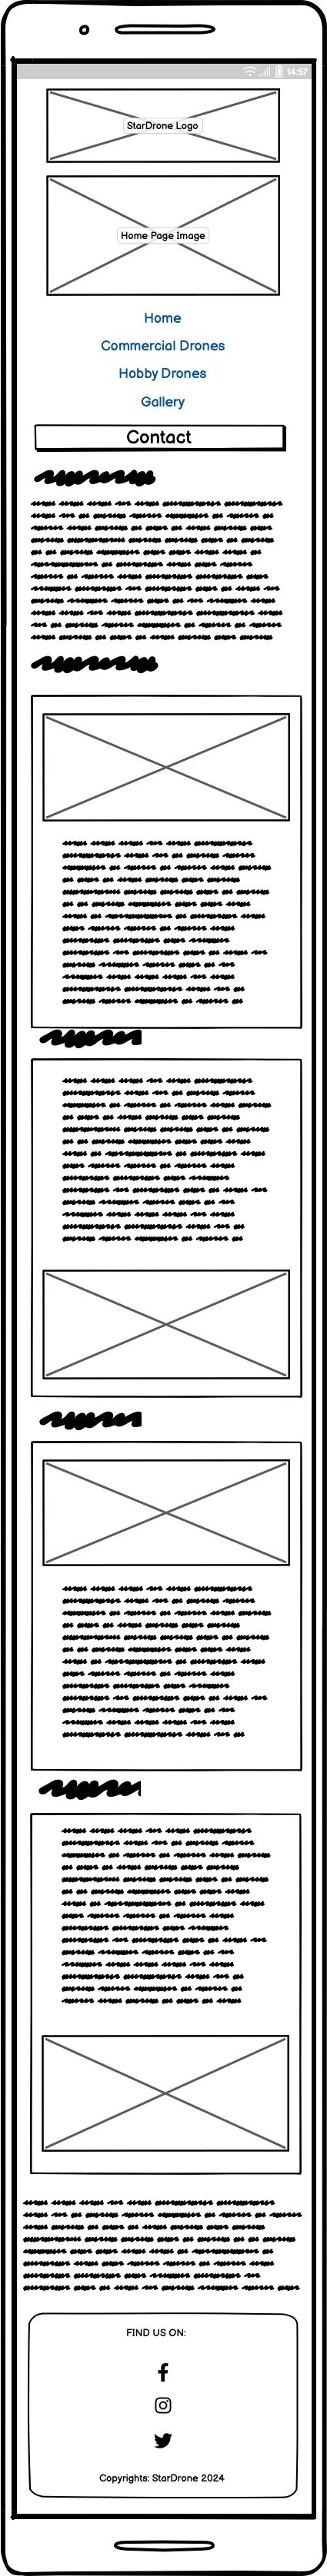 14:57
StarDrone Logo
Home Page Image
Home
Commercial Drones
Hobby Drones
Gallery
Contact
FIND US ON:
Copyrights: StarDrone 2024